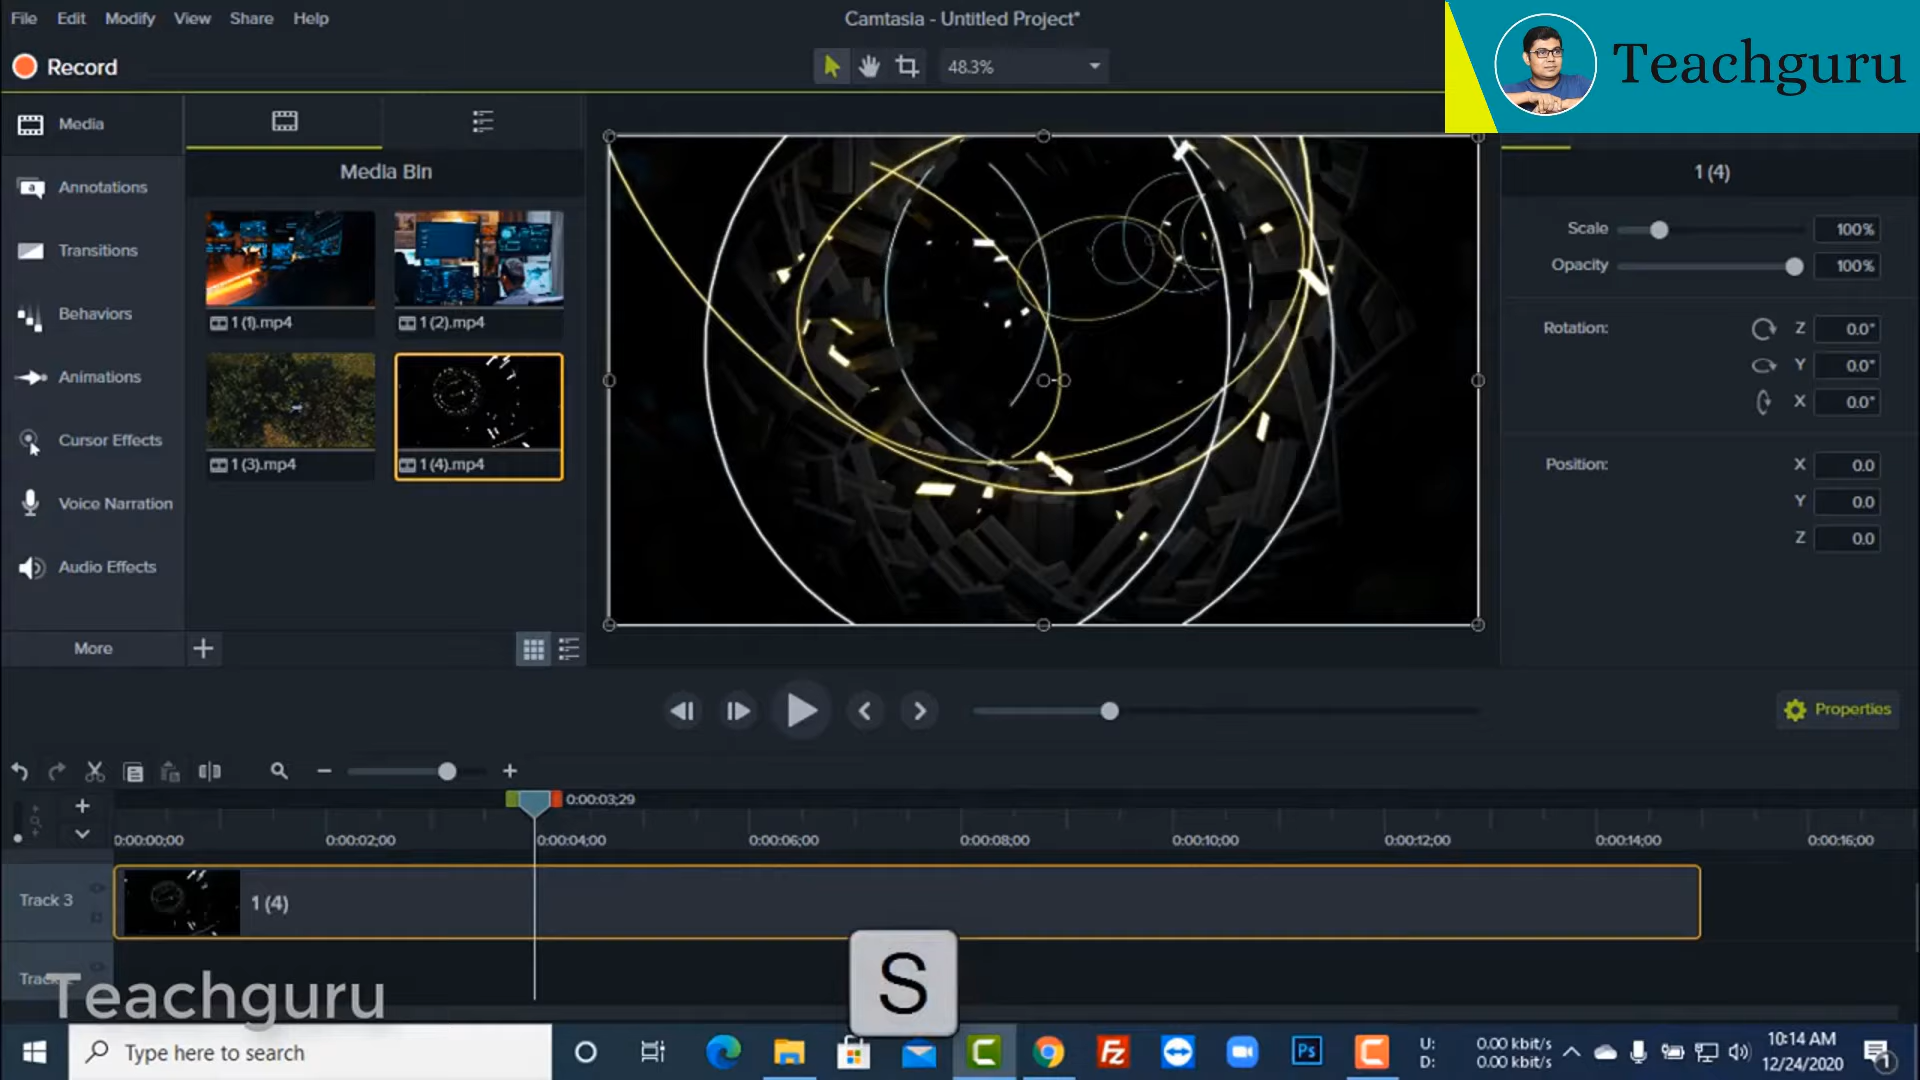 File Edit Modify View Share Help
Camtasia - Untitled Project*
Teachguru
Record
48.3%
Media
Annotations
Transitions
Behaviors
Animations
Cursor Effects
Voice Narration
Audio Effects
More
Media Bin
1 (1).mp4
1 (2).mp4
1 (3).mp4
1 (4).mp4
1 (4)
Scale 100%
Opacity 100%
Rotation: Z 0.0°
Y 0.0°
X 0.0°
Position: X 0.0
Y 0.0
Z 0.0
Properties
0:00:03;29
0:00:00;00 0:00:02;00 0:00:04;00 0:00:06;00 0:00:08;00 0:00:10;00 0:00:12;00 0:00:14;00 0:00:16;00
Track 3
1 (4)
Teachguru
S
Type here to search
Fz
Ps
U: 0.00 kbit/s
D: 0.00 kbit/s
10:14 AM
12/24/2020
1